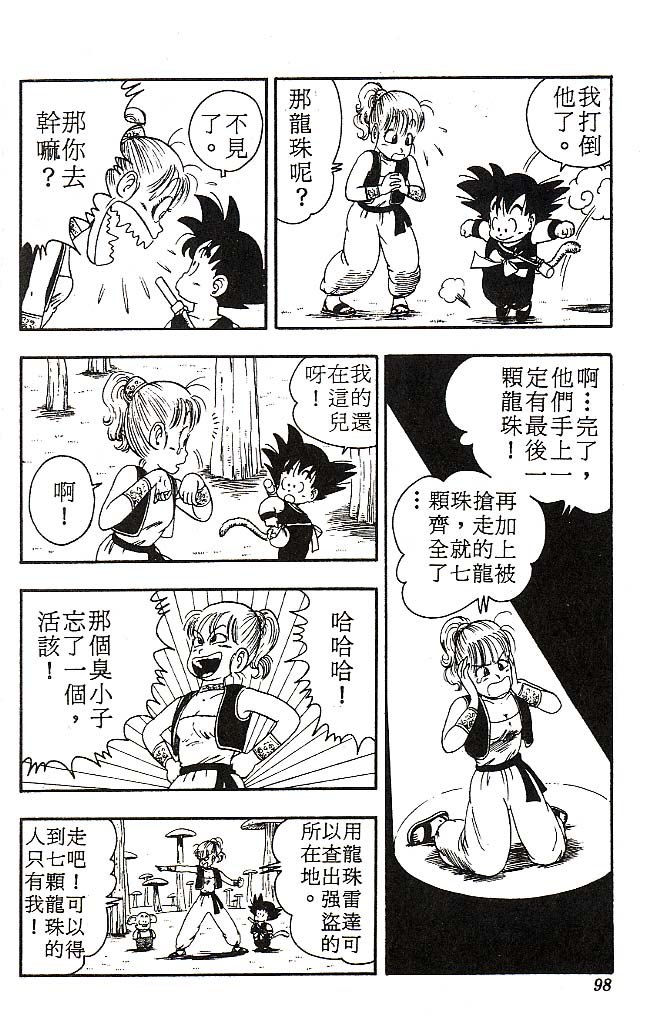 我打倒
他了。
那龍珠呢？
不見
了。
那你去
幹嘛？
啊…完了，
他們手上一
定有最後一
顆龍珠！
再加上被
搶走的龍
珠，就七
顆齊全了
…
我的還
在這兒
呀！
啊！
哈哈哈！
那個臭小子
忘了一個，
活該！
用龍珠雷達可
以查出强盜的
所在地。
走吧！可以得
到七顆龍珠的
人只有我！
98